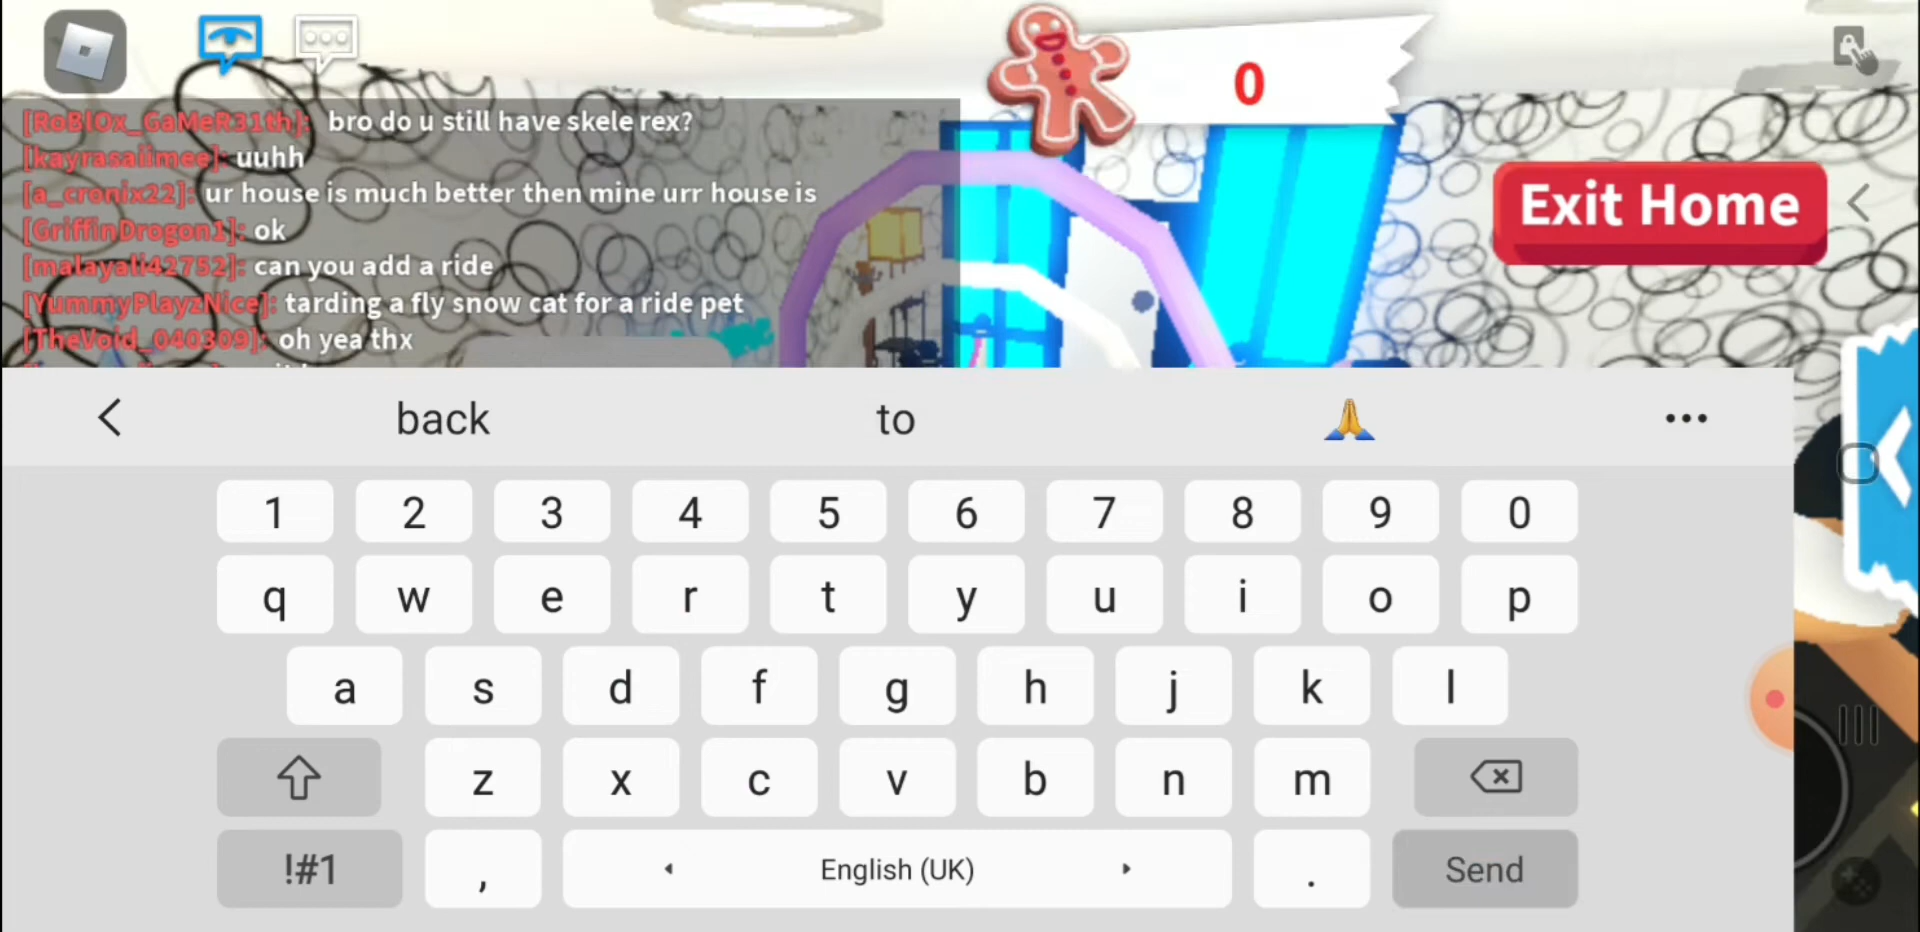 0
[RoBlOx_GaMeR31th]: bro do u still have skele rex?
[kayrasaiimee]: uuhh
[a_cronix22]: ur house is much better then mine urr house is
[GriffinDrogon1]: ok
[malayali42752]: can you add a ride
[YummyPlayzNice]: tarding a fly snow cat for a ride pet
[TheVoid_040309]: oh yea thx
Exit Home
back to 🙏
1 2 3 4 5 6 7 8 9 0
q w e r t y u i o p
a s d f g h j k l
z x c v b n m
!#1 , English (UK) . Send